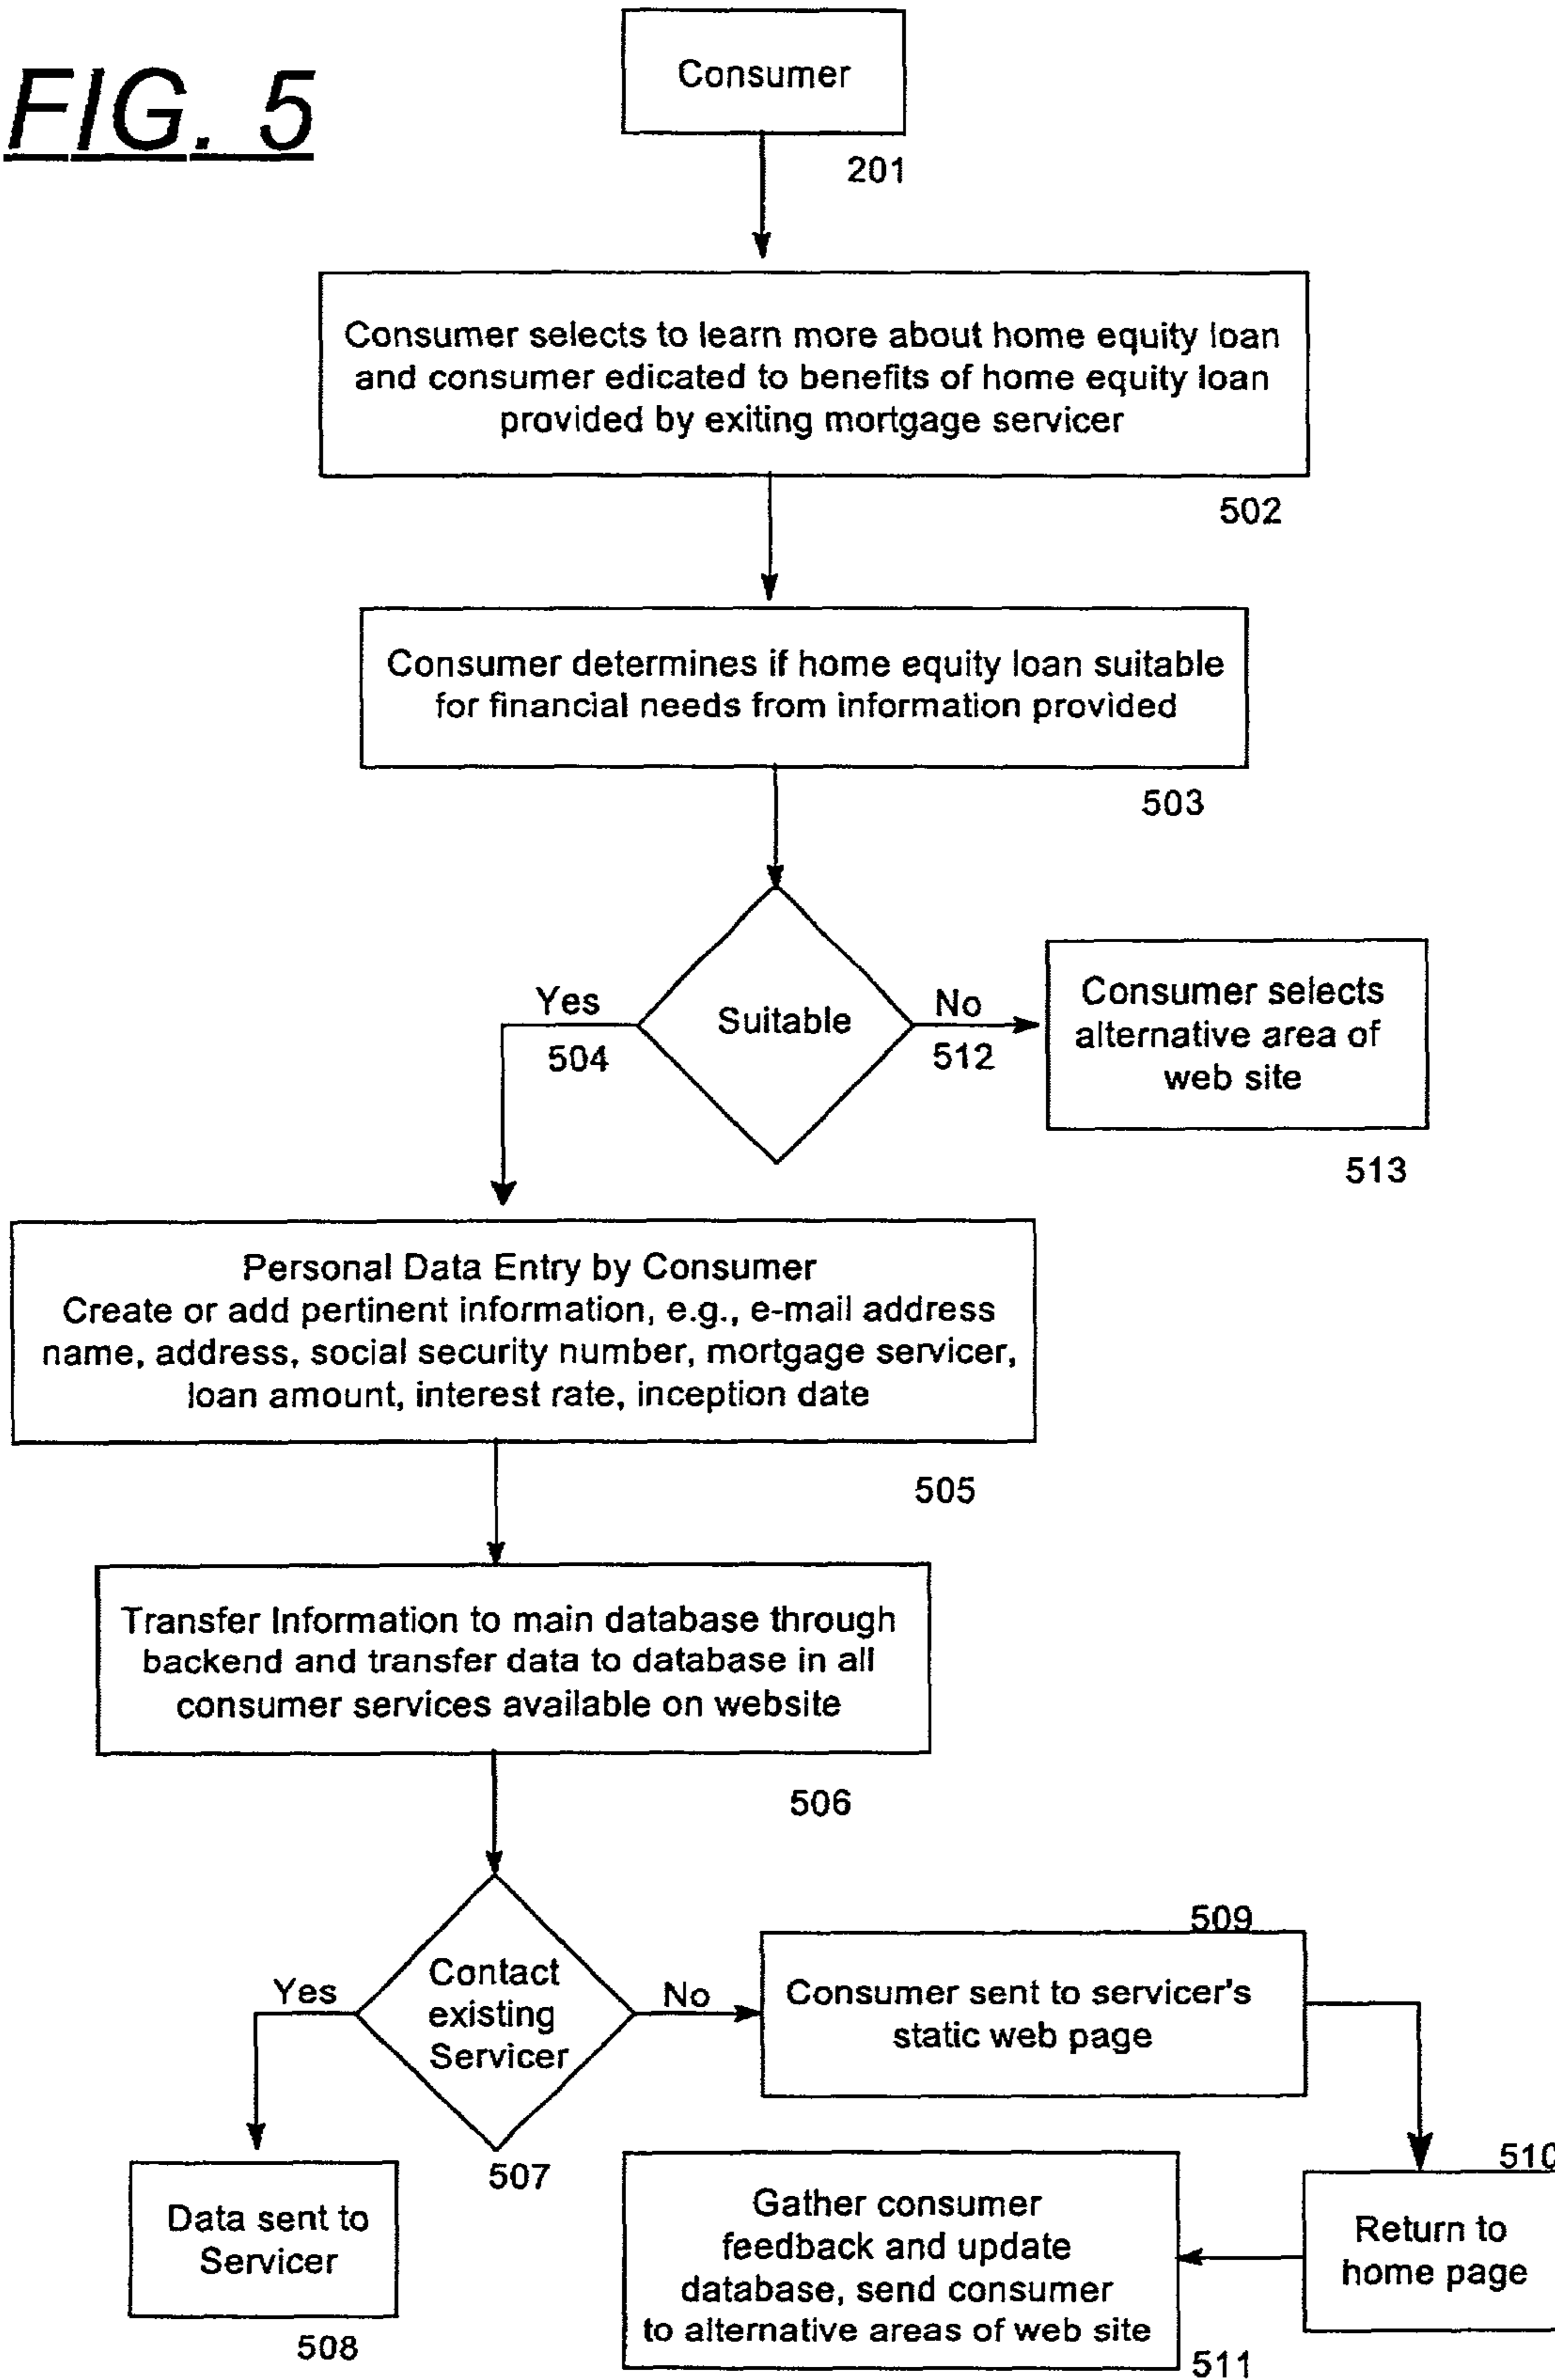 FIG. 5
Consumer
201
Consumer selects to learn more about home equity loan
and consumer edicated to benefits of home equity loan
provided by exiting mortgage servicer
502
Consumer determines if home equity loan suitable
for financial needs from information provided
503
Suitable
Yes
504
No
512
Consumer selects
alternative area of
web site
513
Personal Data Entry by Consumer
Create or add pertinent information, e.g., e-mail address
name, address, social security number, mortgage servicer,
loan amount, interest rate, inception date
505
Transfer Information to main database through
backend and transfer data to database in all
consumer services available on website
506
Contact
existing
Servicer
507
Yes
No
509
Consumer sent to servicer's
static web page
Data sent to
Servicer
508
510
Return to
home page
Gather consumer
feedback and update
database, send consumer
to alternative areas of web site
511